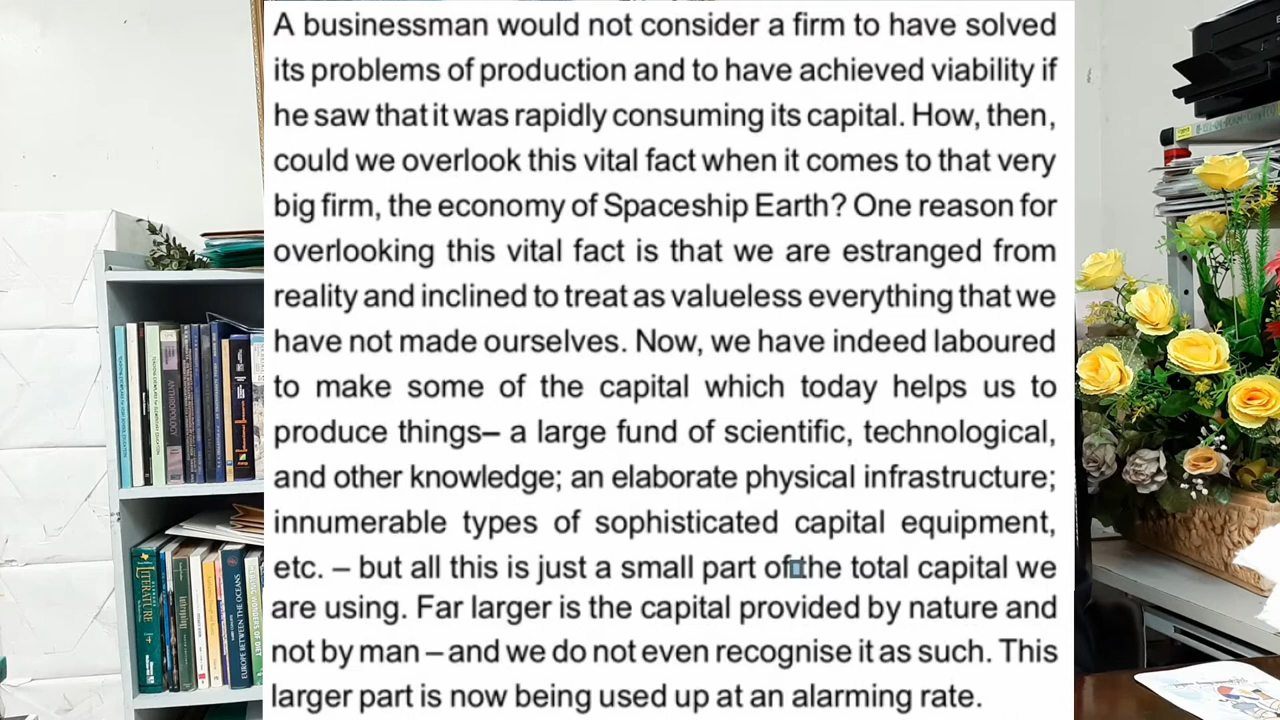 A businessman would not consider a firm to have solved
its problems of production and to have achieved viability if
he saw that it was rapidly consuming its capital. How, then,
could we overlook this vital fact when it comes to that very
big firm, the economy of Spaceship Earth? One reason for
overlooking this vital fact is that we are estranged from
reality and inclined to treat as valueless everything that we
have not made ourselves. Now, we have indeed laboured
to make some of the capital which today helps us to
produce things– a large fund of scientific, technological,
and other knowledge; an elaborate physical infrastructure;
innumerable types of sophisticated capital equipment,
etc. – but all this is just a small part of the total capital we
are using. Far larger is the capital provided by nature and
not by man – and we do not even recognise it as such. This
larger part is now being used up at an alarming rate.
ANTHROPOLOGY
LITERATURE
EUROPE BETWEEN THE OCEANS